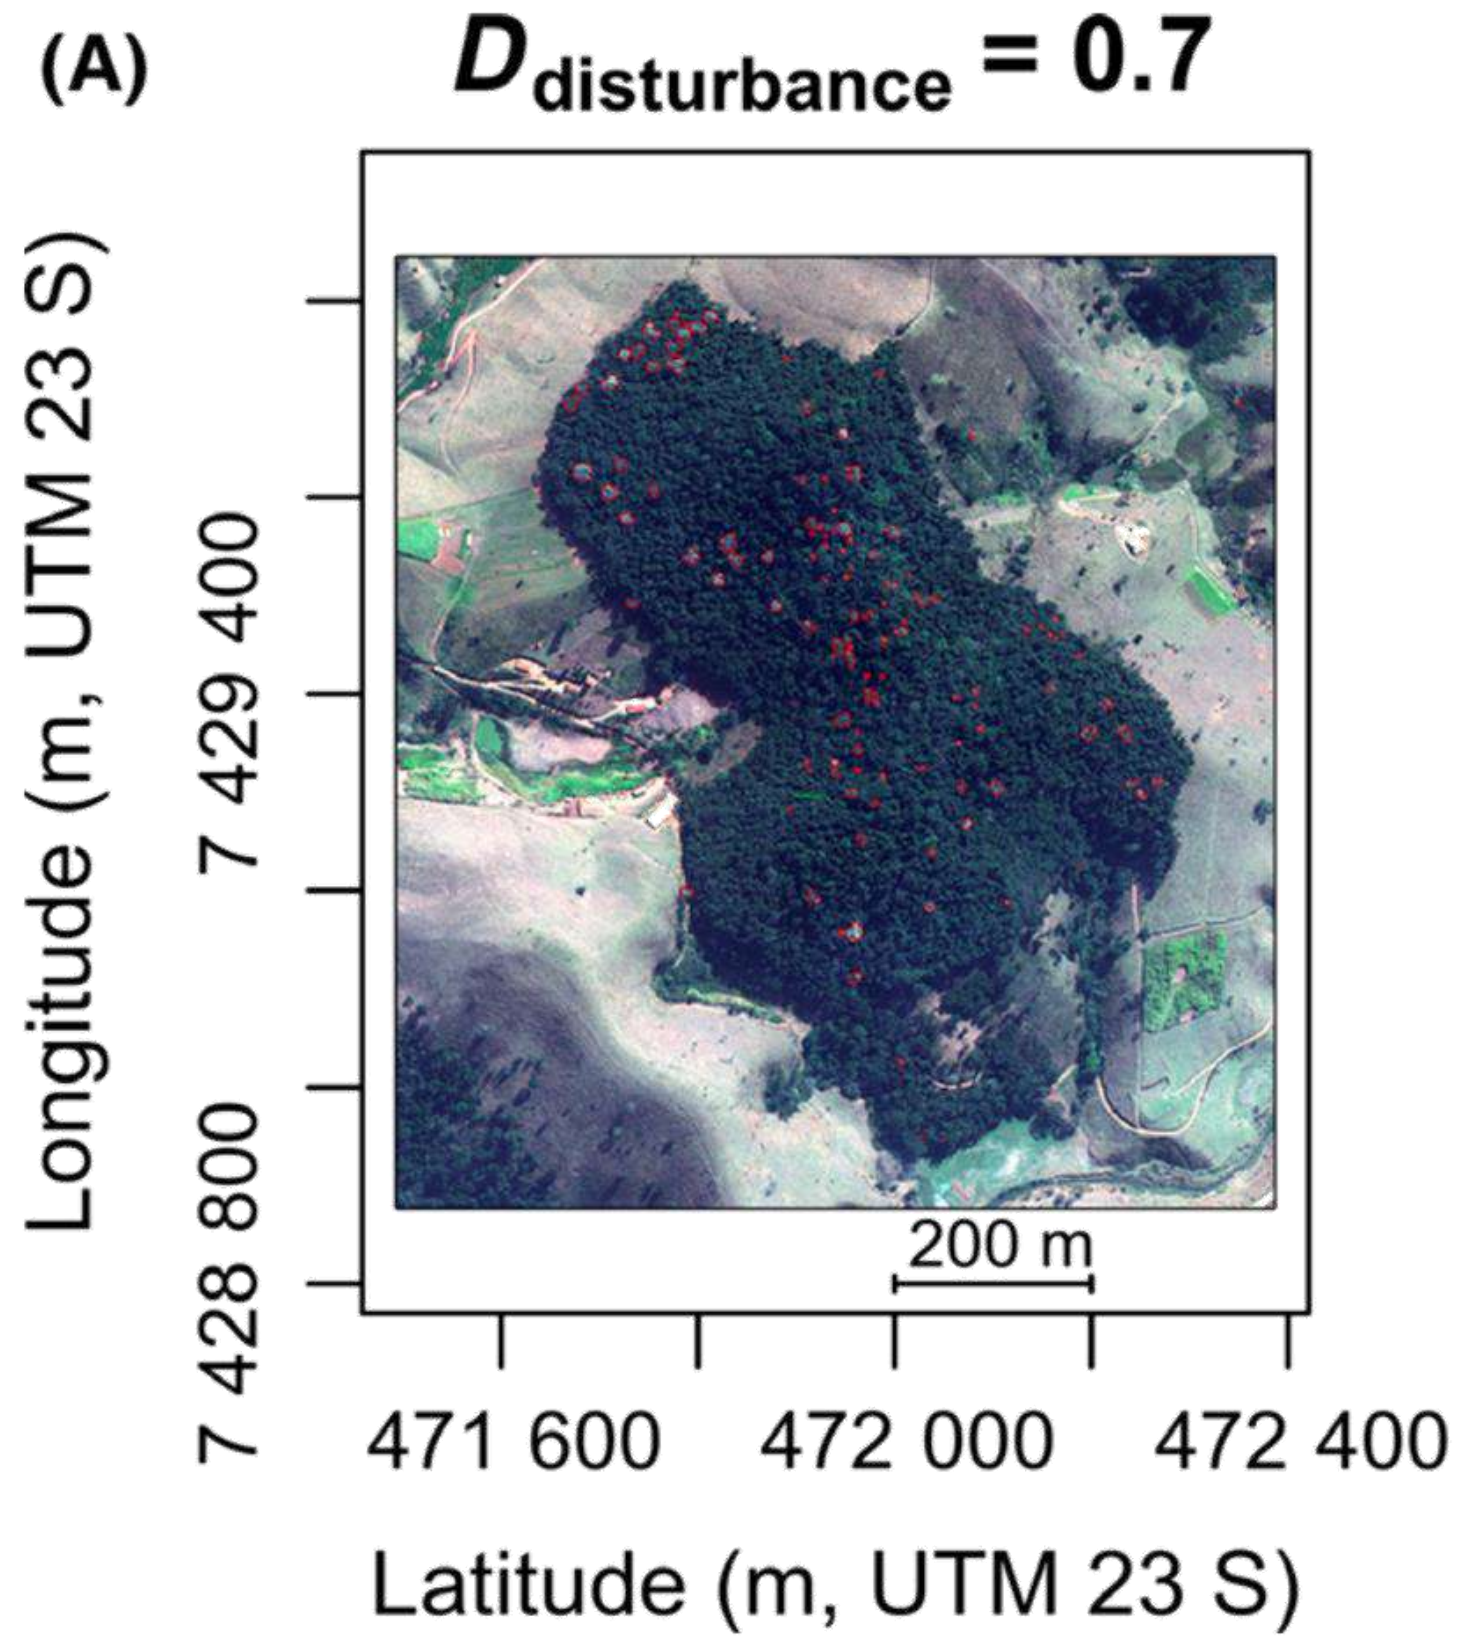 (A)
Ddisturbance = 0.7
Longitude (m, UTM 23 S)
7 429 400
7 428 800
200 m
471 600
472 000
472 400
Latitude (m, UTM 23 S)